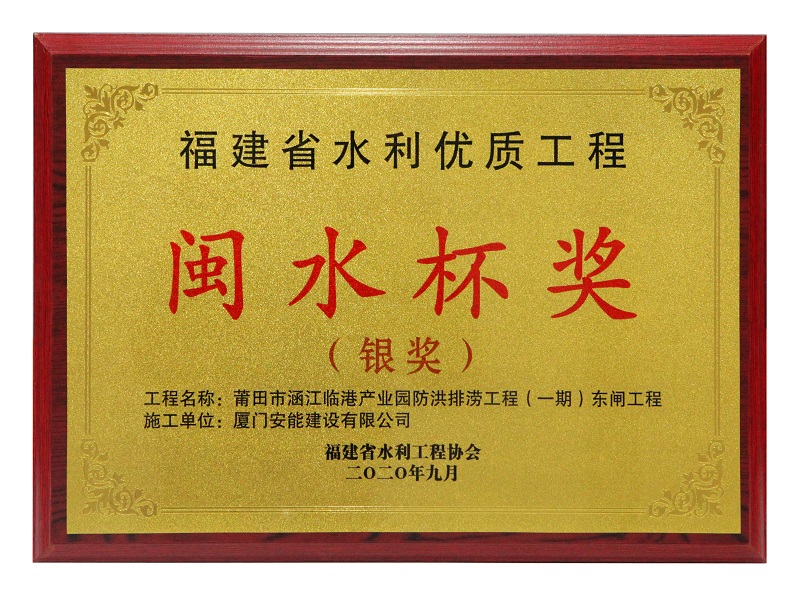 福建省水利优质工程
闽水杯奖
（银奖）
工程名称：莆田市涵江临港产业园防洪排涝工程（一期）东闸工程
施工单位：厦门安能建设有限公司
福建省水利工程协会
二〇二〇年九月